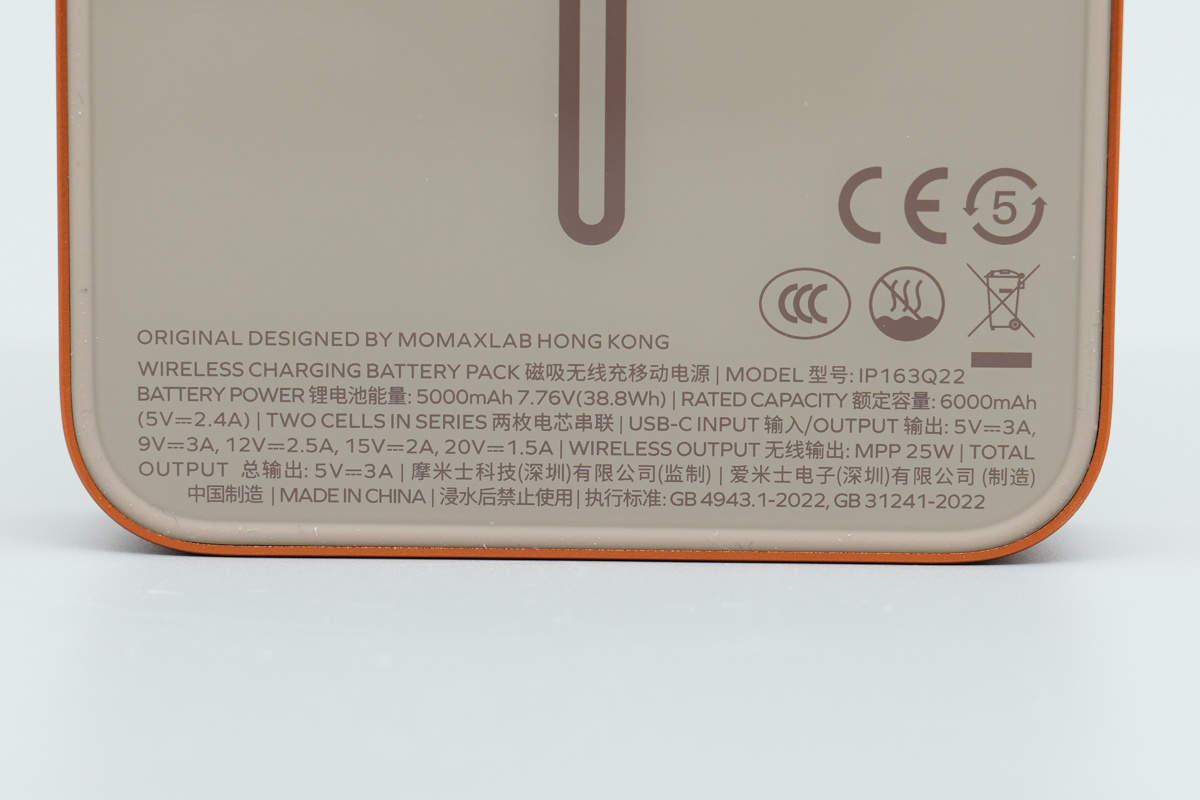 CE
5
CCC
ORIGINAL DESIGNED BY MOMAXLAB HONG KONG
WIRELESS CHARGING BATTERY PACK 磁吸无线充移动电源 | MODEL 型号: IP163Q22
BATTERY POWER 锂电池能量: 5000mAh 7.76V(38.8Wh) | RATED CAPACITY 额定容量: 6000mAh
(5V⎓2.4A) | TWO CELLS IN SERIES 两枚电芯串联 | USB-C INPUT 输入/OUTPUT 输出: 5V⎓3A,
9V⎓3A, 12V⎓2.5A, 15V⎓2A, 20V⎓1.5A | WIRELESS OUTPUT 无线输出: MPP 25W | TOTAL
OUTPUT 总输出: 5V⎓3A | 摩米士科技(深圳)有限公司(监制) | 爱米士电子(深圳)有限公司 (制造)
中国制造 | MADE IN CHINA | 浸水后禁止使用 | 执行标准: GB 4943.1-2022, GB 31241-2022